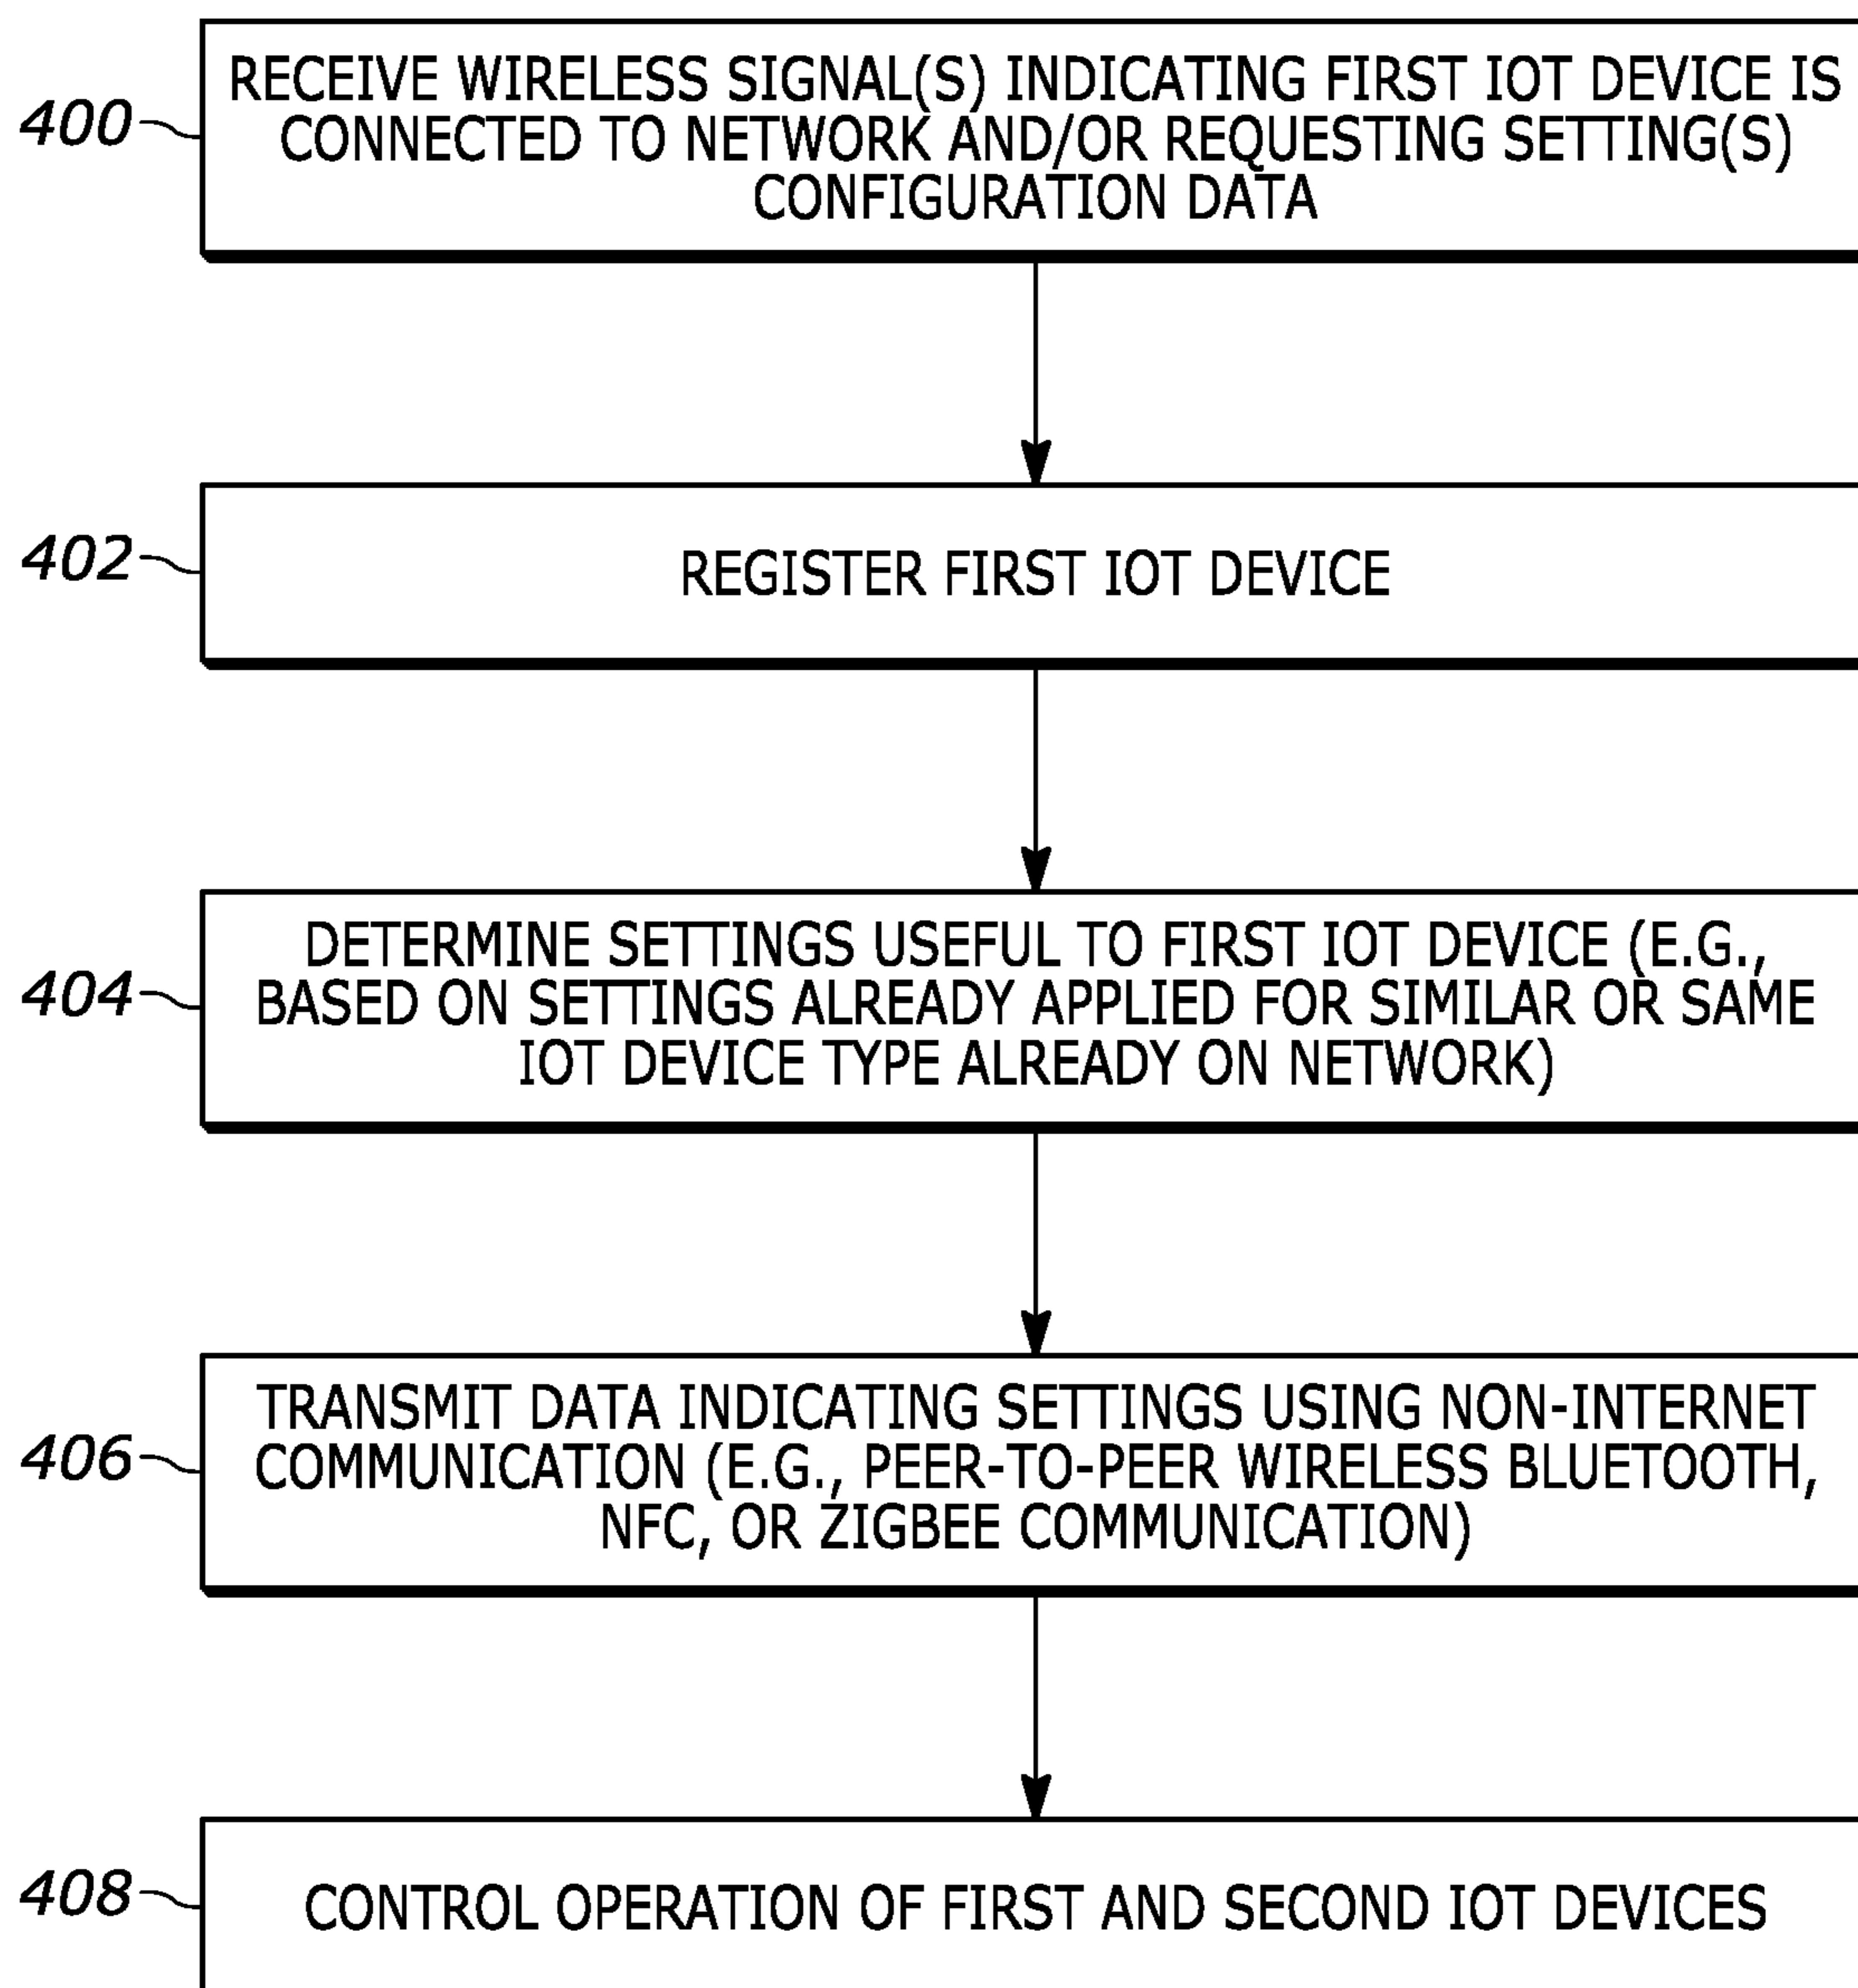 RECEIVE WIRELESS SIGNAL(S) INDICATING FIRST IOT DEVICE IS
400
CONNECTED TO NETWORK AND/OR REQUESTING SETTING(S)
CONFIGURATION DATA
402
REGISTER FIRST IOT DEVICE
DETERMINE SETTINGS USEFUL TO FIRST IOT DEVICE (E.G.,
404
BASED ON SETTINGS ALREADY APPLIED FOR SIMILAR OR SAME
IOT DEVICE TYPE ALREADY ON NETWORK)
TRANSMIT DATA INDICATING SETTINGS USING NON-INTERNET
406
COMMUNICATION (E.G., PEER-TO-PEER WIRELESS BLUETOOTH,
NFC, OR ZIGBEE COMMUNICATION)
408
CONTROL OPERATION OF FIRST AND SECOND IOT DEVICES